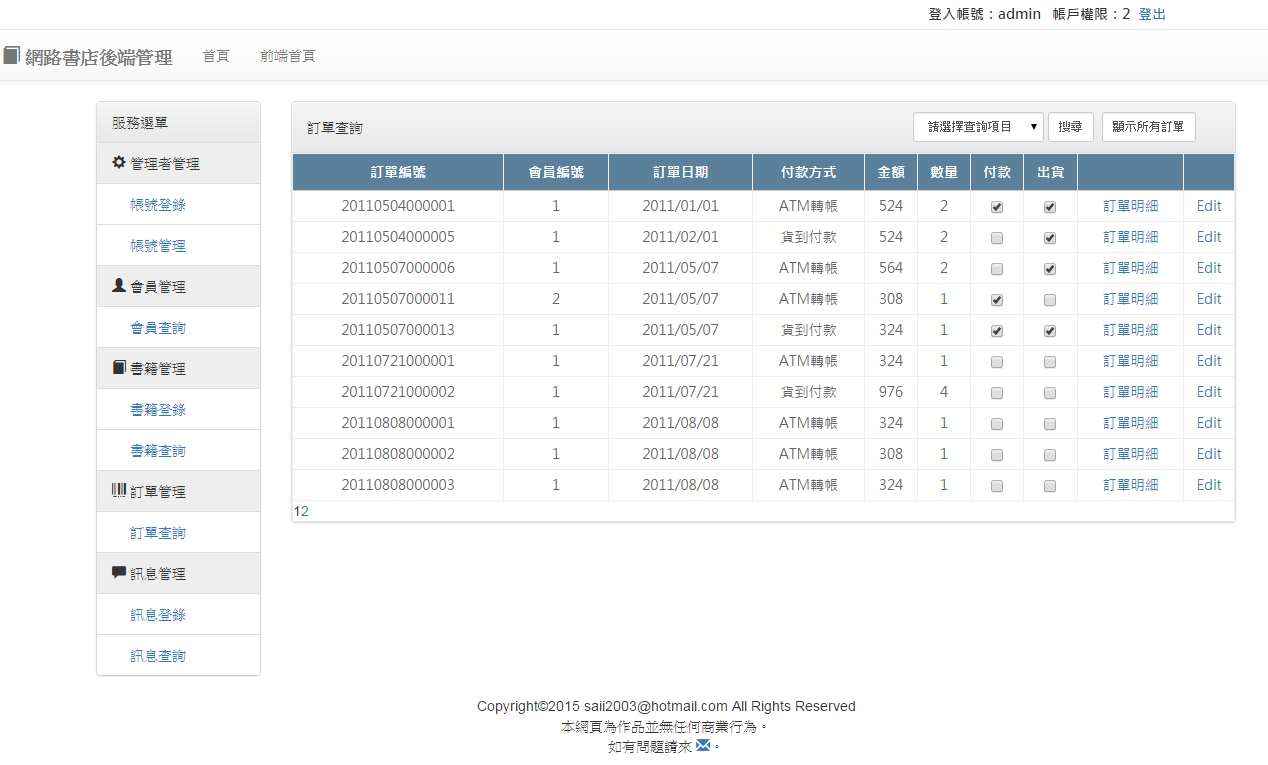 登入帳號：admin 帳戶權限：2 登出
網路書店後端管理 首頁 前端首頁
服務選單
管理者管理
帳號登錄
帳號管理
會員管理
會員查詢
書籍管理
書籍登錄
書籍查詢
訂單管理
訂單查詢
訊息管理
訊息登錄
訊息查詢
訂單查詢 請選擇查詢項目 搜尋 顯示所有訂單
訂單編號 會員編號 訂單日期 付款方式 金額 數量 付款 出貨
20110504000001 1 2011/01/01 ATM轉帳 524 2 訂單明細 Edit
20110504000005 1 2011/02/01 貨到付款 524 2 訂單明細 Edit
20110507000006 1 2011/05/07 ATM轉帳 564 2 訂單明細 Edit
20110507000011 2 2011/05/07 ATM轉帳 308 1 訂單明細 Edit
20110507000013 1 2011/05/07 貨到付款 324 1 訂單明細 Edit
20110721000001 1 2011/07/21 ATM轉帳 324 1 訂單明細 Edit
20110721000002 1 2011/07/21 貨到付款 976 4 訂單明細 Edit
20110808000001 1 2011/08/08 ATM轉帳 324 1 訂單明細 Edit
20110808000002 1 2011/08/08 ATM轉帳 308 1 訂單明細 Edit
20110808000003 1 2011/08/08 ATM轉帳 324 1 訂單明細 Edit
12
Copyright©2015 saii2003@hotmail.com All Rights Reserved
本網頁為作品並無任何商業行為。
如有問題請來 。